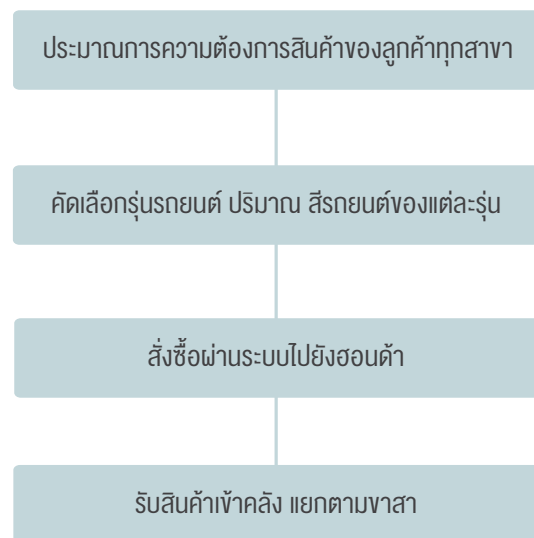 ประมาณการความต้องการสินค้าของลูกค้าทุกสาขา
คัดเลือกรุ่นรถยนต์ ปริมาณ สีรถยนต์ของแต่ละรุ่น
สั่งซื้อผ่านระบบไปยังฮอนด้า
รับสินค้าเข้าคลัง แยกตามขาสา